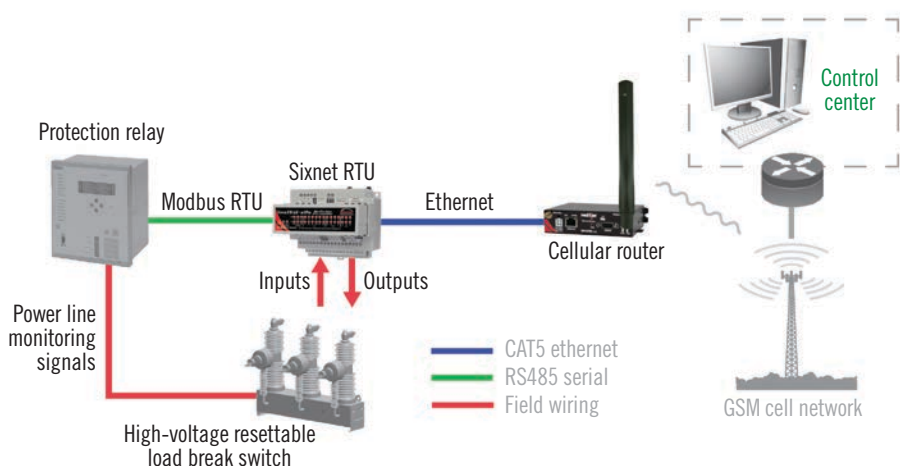 Control
center
Protection relay
Sixnet RTU
Modbus RTU
Ethernet
Cellular router
Inputs
Outputs
Power line
monitoring
signals
CAT5 ethernet
RS485 serial
Field wiring
GSM cell network
High-voltage resettable
load break switch